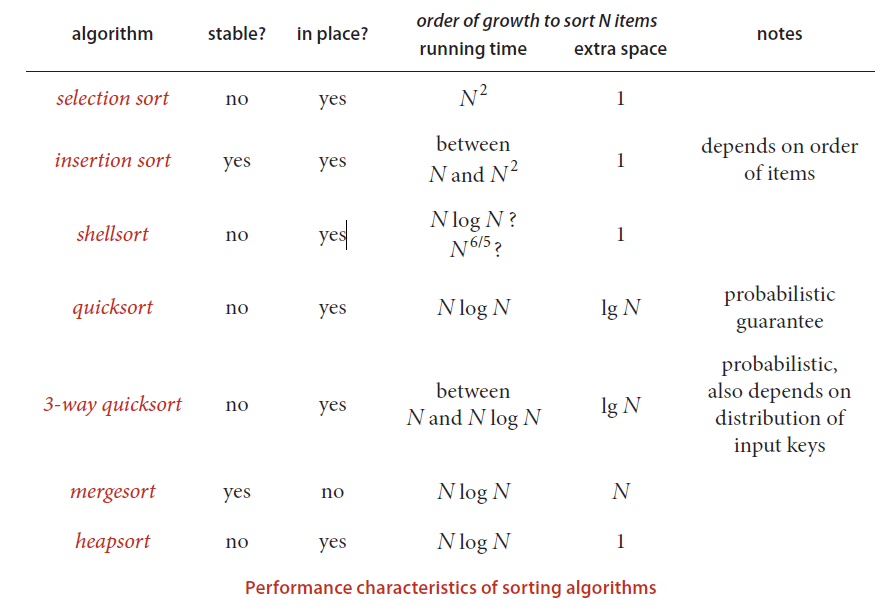 order of growth to sort N items
algorithm stable? in place? running time extra space notes
selection sort no yes N² 1
insertion sort yes yes between N and N² 1 depends on order of items
shellsort no yes N log N ? N^6/5 ? 1
quicksort no yes N log N lg N probabilistic guarantee
3-way quicksort no yes between N and N log N lg N probabilistic, also depends on distribution of input keys
mergesort yes no N log N N
heapsort no yes N log N 1
Performance characteristics of sorting algorithms